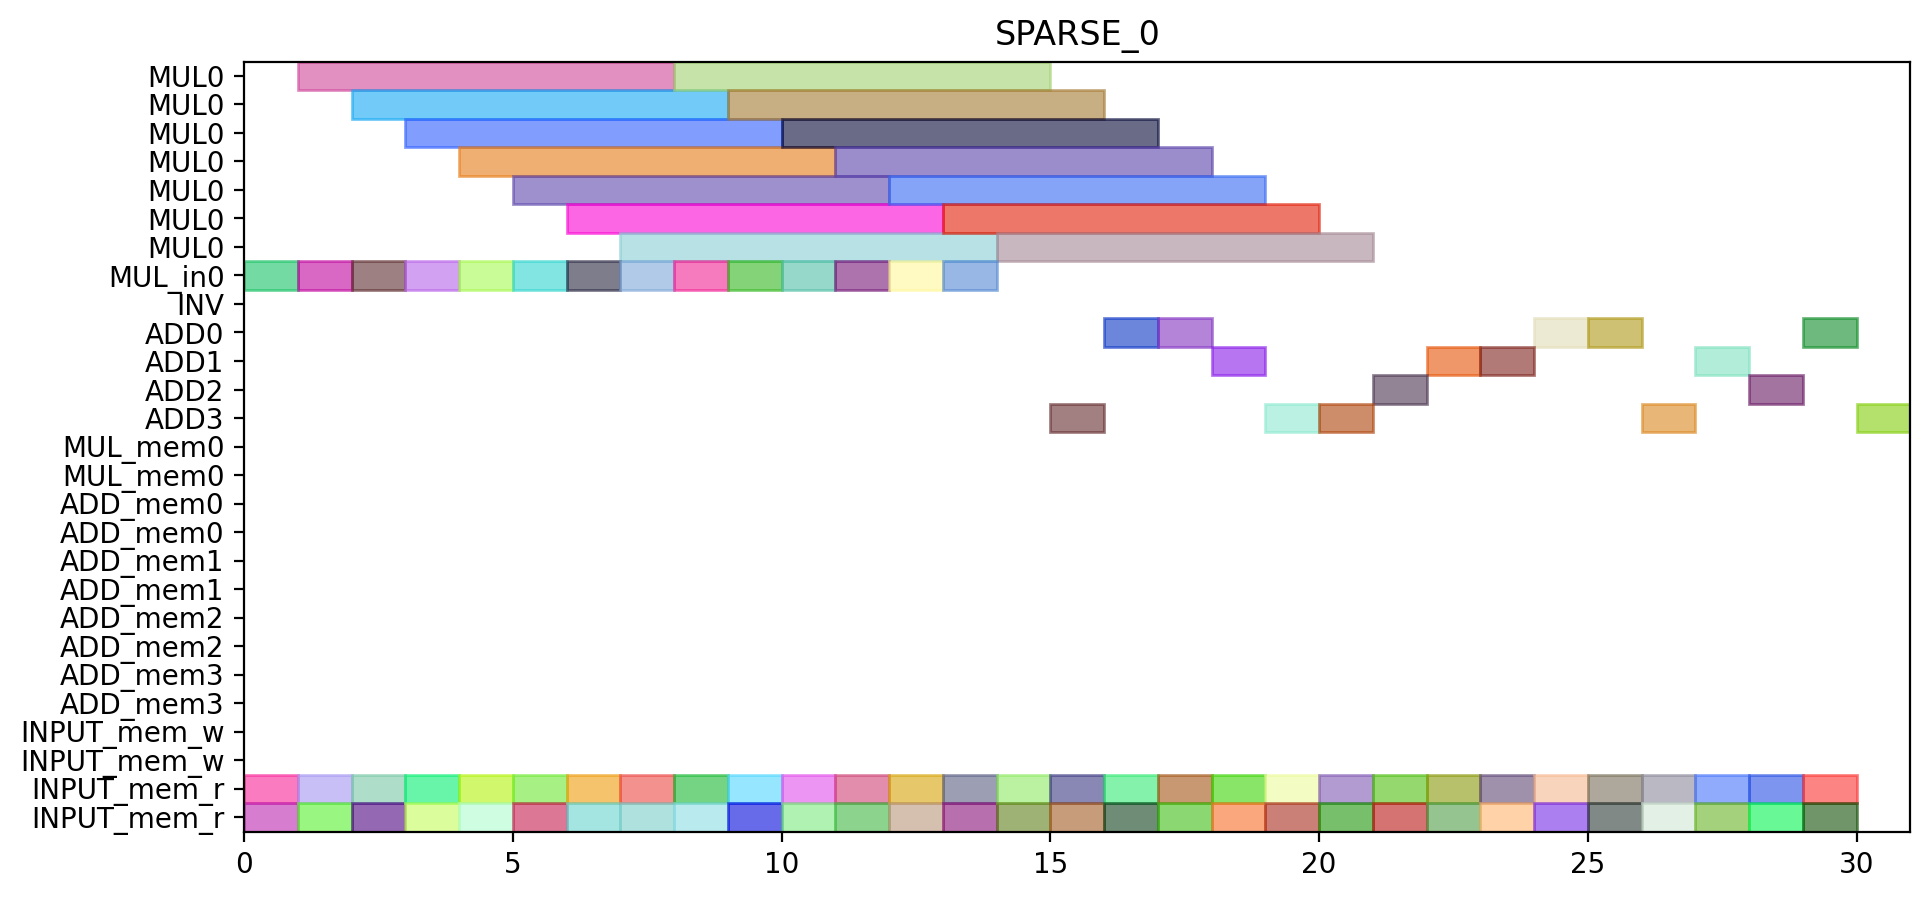 SPARSE_0
MUL0
MUL0
MUL0
MUL0
MUL0
MUL0
MUL0
MUL_in0
INV
ADD0
ADD1
ADD2
ADD3
MUL_mem0
MUL_mem0
ADD_mem0
ADD_mem0
ADD_mem1
ADD_mem1
ADD_mem2
ADD_mem2
ADD_mem3
ADD_mem3
INPUT_mem_w
INPUT_mem_w
INPUT_mem_r
INPUT_mem_r
0 5 10 15 20 25 30